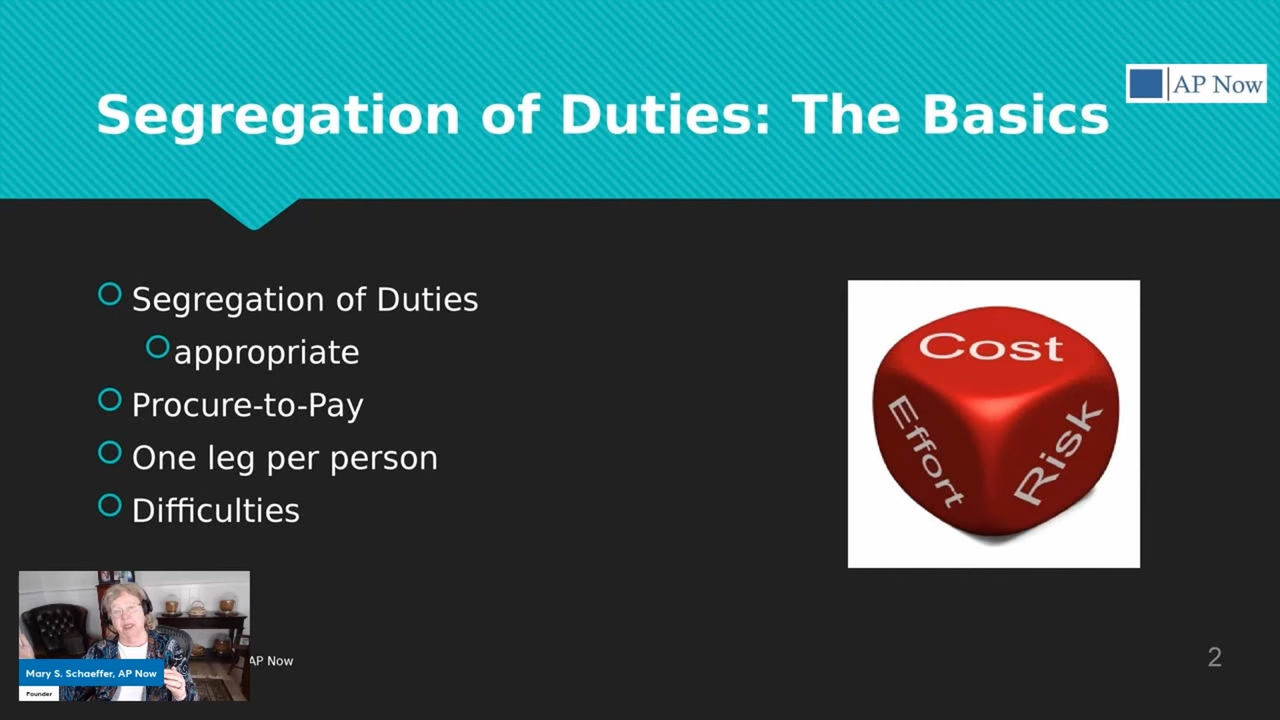 AP Now
Segregation of Duties: The Basics
Segregation of Duties
appropriate
Procure-to-Pay
One leg per person
Difficulties
Cost
Effort
Risk
Mary S. Schaeffer, AP Now
Founder
AP Now
2